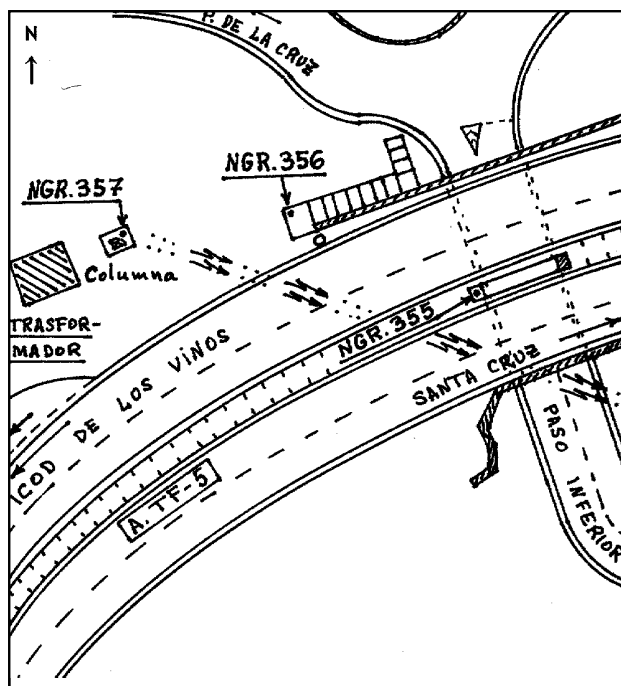 N
P. DE LA CRUZ
NGR.356
NGR.357
Columna
TRASFOR-
MADOR
NGR.355
ICOD DE LOS VINOS
SANTA CRUZ
A. TF-5
PASO INFERIOR